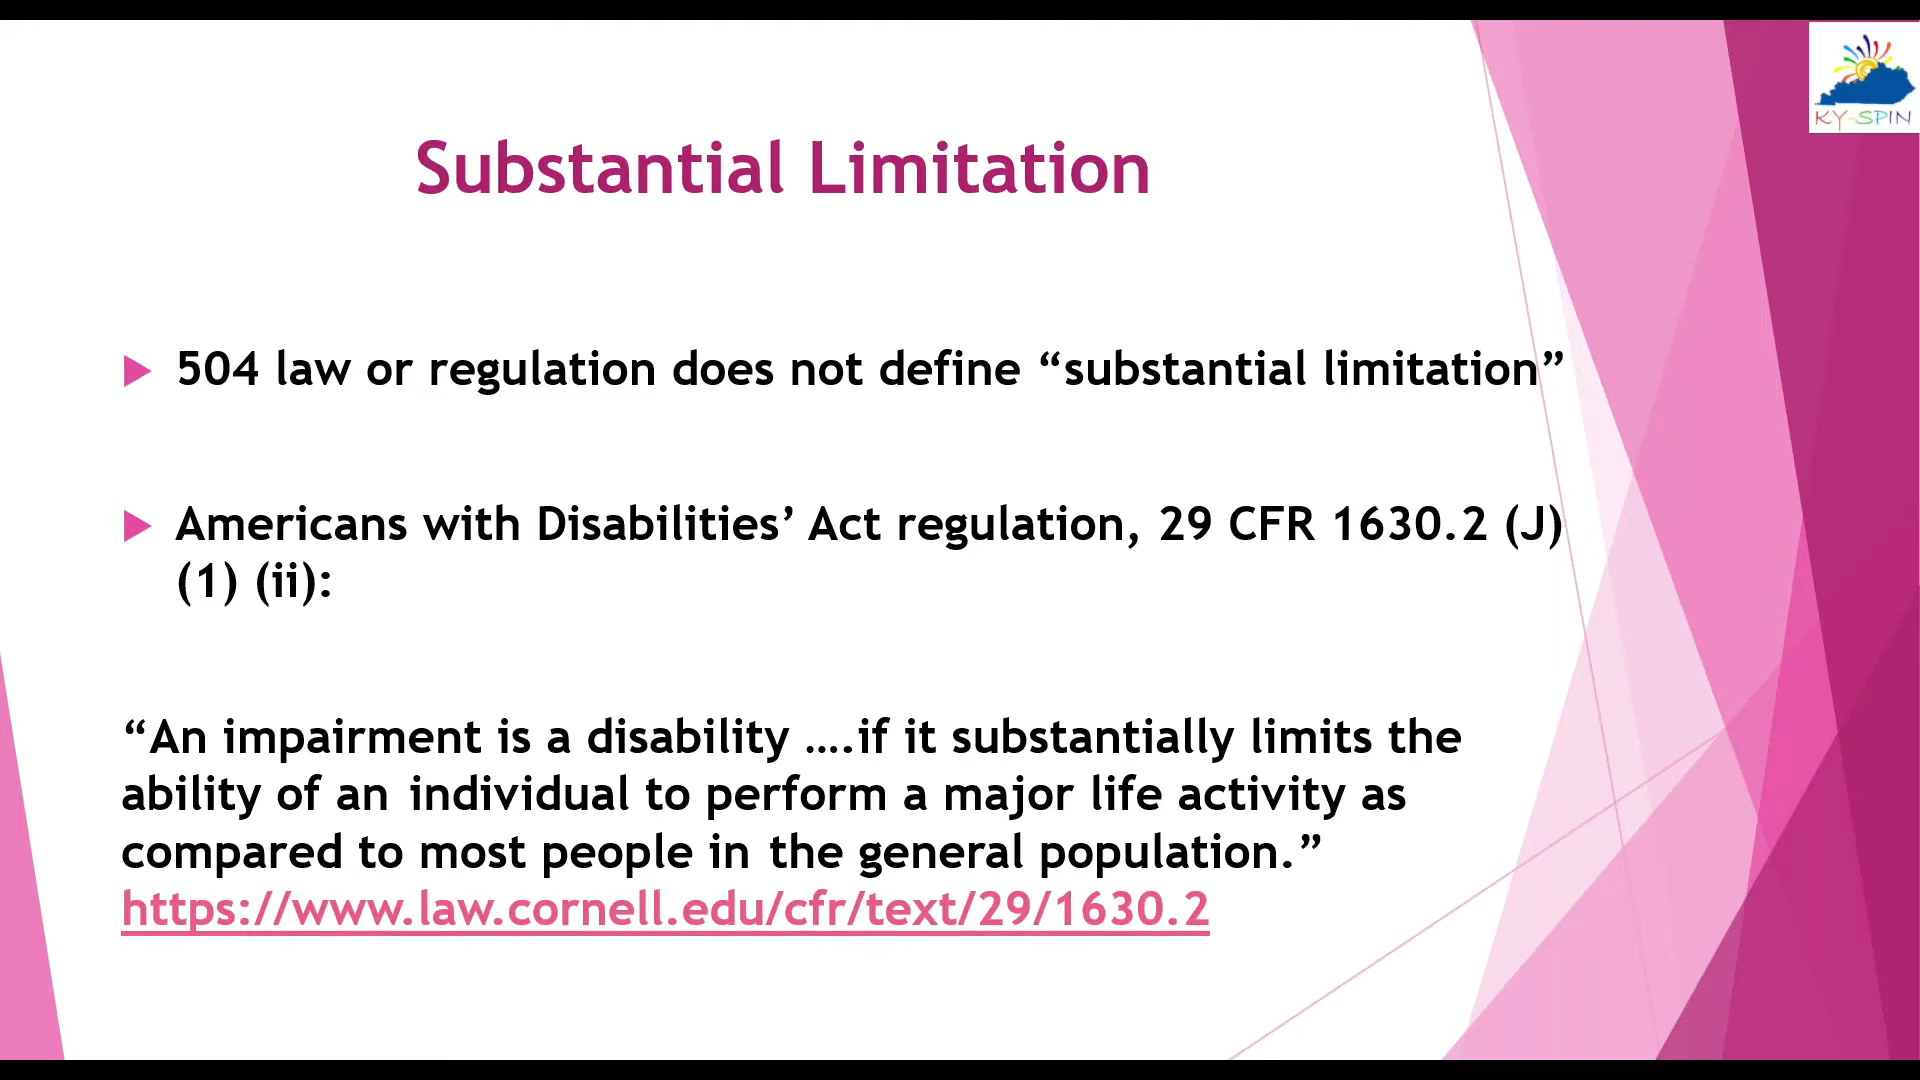 KY-SPIN
Substantial Limitation
504 law or regulation does not define “substantial limitation”
Americans with Disabilities’ Act regulation, 29 CFR 1630.2 (J)
(1) (ii):
“An impairment is a disability ….if it substantially limits the
ability of an individual to perform a major life activity as
compared to most people in the general population.”
https://www.law.cornell.edu/cfr/text/29/1630.2